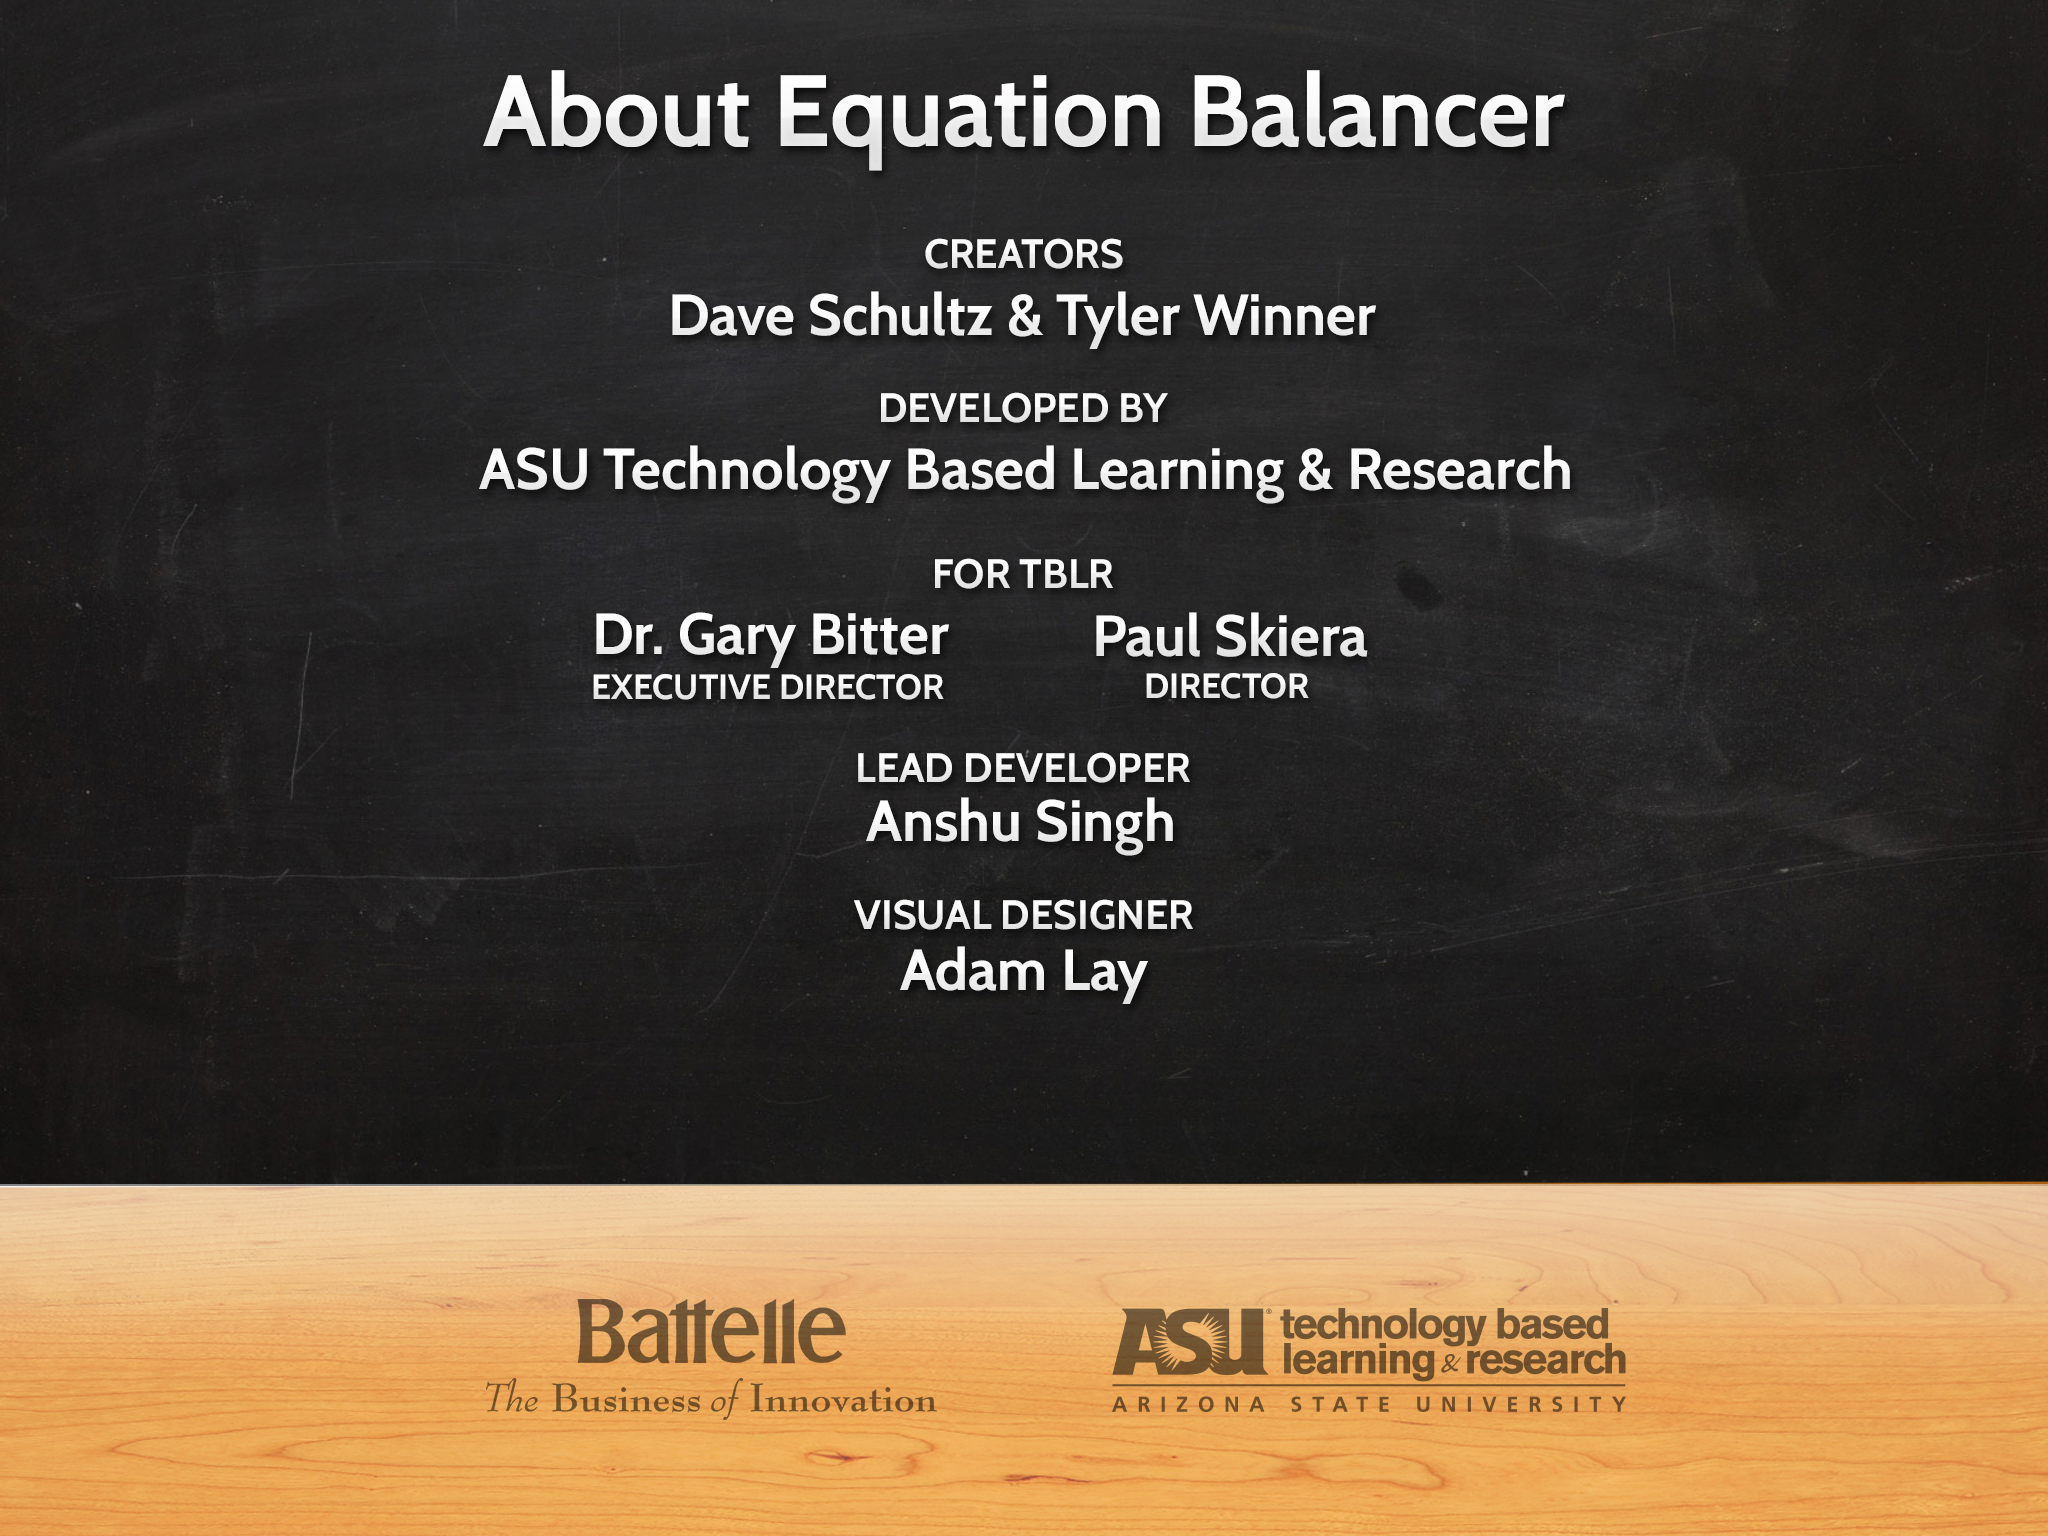 About Equation Balancer
CREATORS
Dave Schultz & Tyler Winner
DEVELOPED BY
ASU Technology Based Learning & Research
FOR TBLR
Dr. Gary Bitter
EXECUTIVE DIRECTOR
Paul Skiera
DIRECTOR
LEAD DEVELOPER
Anshu Singh
VISUAL DESIGNER
Adam Lay
Battelle
The Business of Innovation
ASU® technology based
learning & research
ARIZONA STATE UNIVERSITY